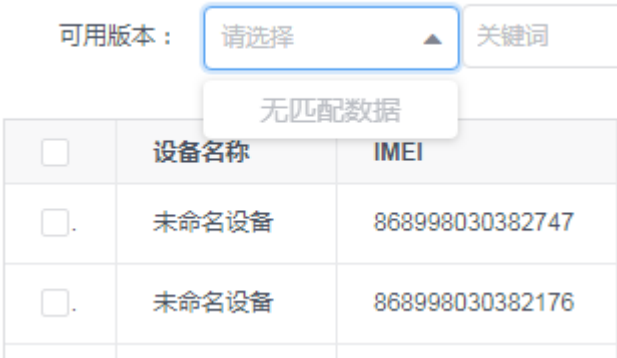 可用版本： 请选择 关键词
无匹配数据
设备名称 IMEI
未命名设备 868998030382747
未命名设备 868998030382176